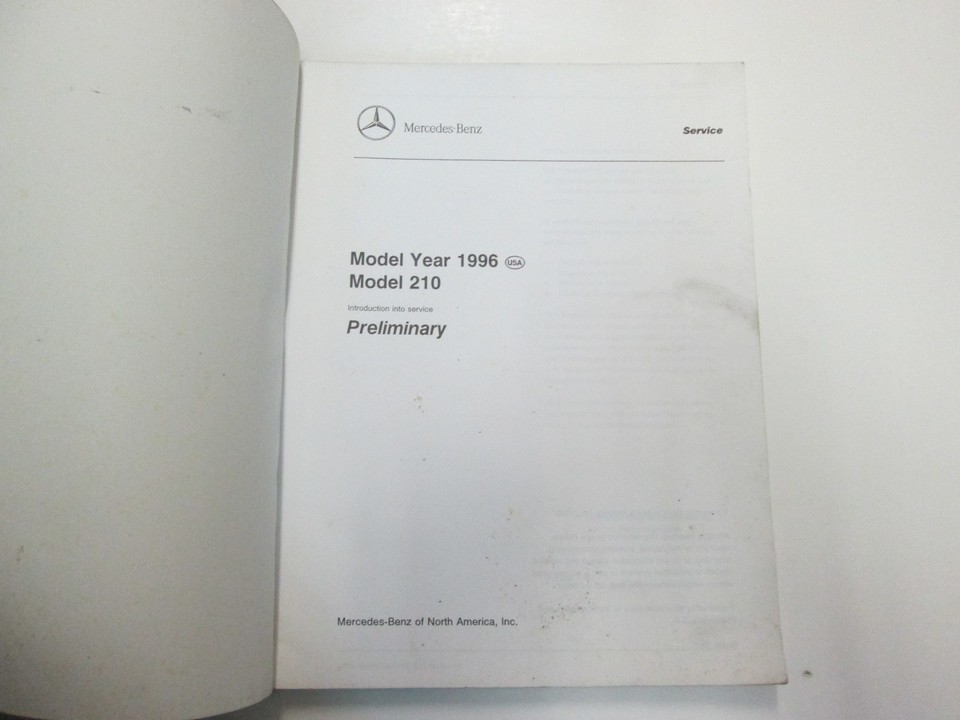 Mercedes-Benz
Service
Model Year 1996 USA
Model 210
Introduction into service
Preliminary
Mercedes-Benz of North America, Inc.